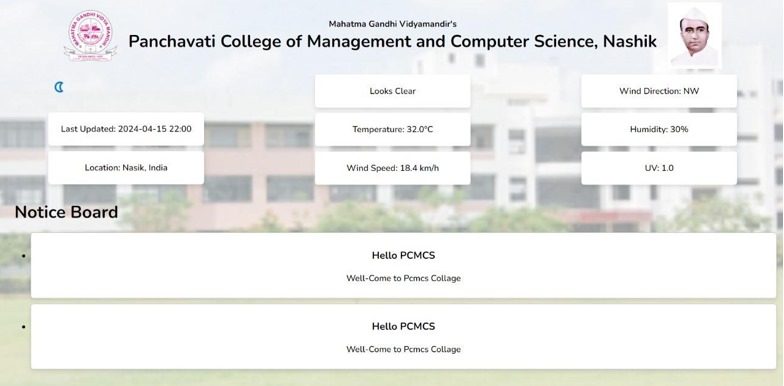 Mahatma Gandhi Vidyamandir's
Panchavati College of Management and Computer Science, Nashik
Looks Clear
Wind Direction: NW
Last Updated: 2024-04-15 22:00
Temperature: 32.0°C
Humidity: 30%
Location: Nasik, India
Wind Speed: 18.4 km/h
UV: 1.0
Notice Board
Hello PCMCS
Well-Come to Pcmcs Collage
Hello PCMCS
Well-Come to Pcmcs Collage